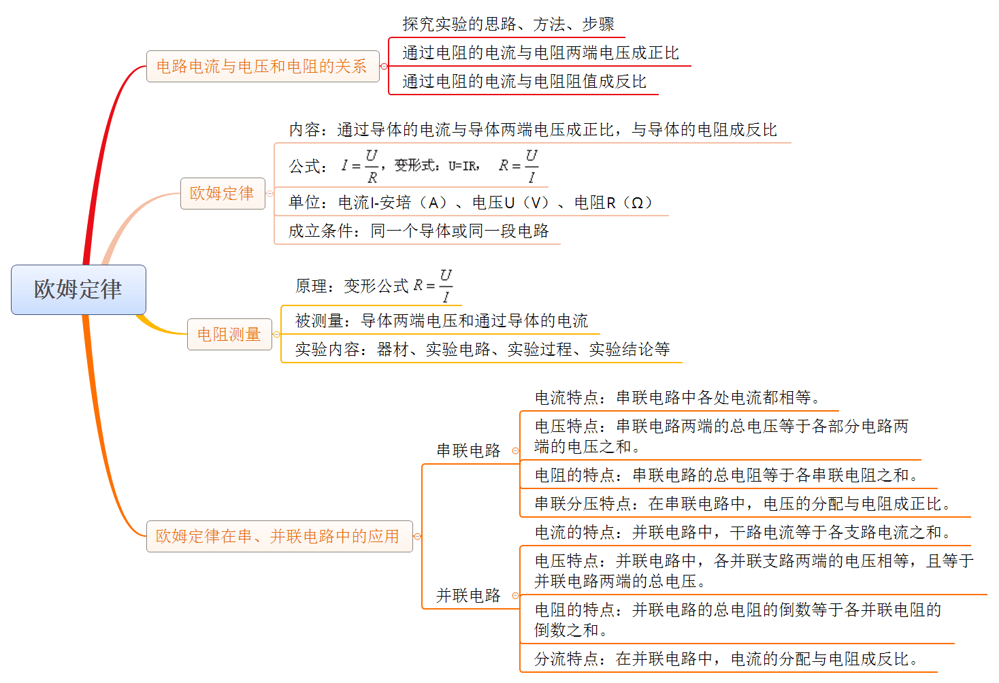 欧姆定律
电路电流与电压和电阻的关系
探究实验的思路、方法、步骤
通过电阻的电流与电阻两端电压成正比
通过电阻的电流与电阻阻值成反比
欧姆定律
内容：通过导体的电流与导体两端电压成正比，与导体的电阻成反比
公式： I=U/R，变形式：U=IR， R=U/I
单位：电流I-安培（A）、电压U（V）、电阻R（Ω）
成立条件：同一个导体或同一段电路
电阻测量
原理：变形公式 R=U/I
被测量：导体两端电压和通过导体的电流
实验内容：器材、实验电路、实验过程、实验结论等
欧姆定律在串、并联电路中的应用
串联电路
电流特点：串联电路中各处电流都相等。
电压特点：串联电路两端的总电压等于各部分电路两
端的电压之和。
电阻的特点：串联电路的总电阻等于各串联电阻之和。
串联分压特点：在串联电路中，电压的分配与电阻成正比。
并联电路
电流的特点：并联电路中，干路电流等于各支路电流之和。
电压特点：并联电路中，各并联支路两端的电压相等，且等于
并联电路两端的总电压。
电阻的特点：并联电路的总电阻的倒数等于各并联电阻的
倒数之和。
分流特点：在并联电路中，电流的分配与电阻成反比。